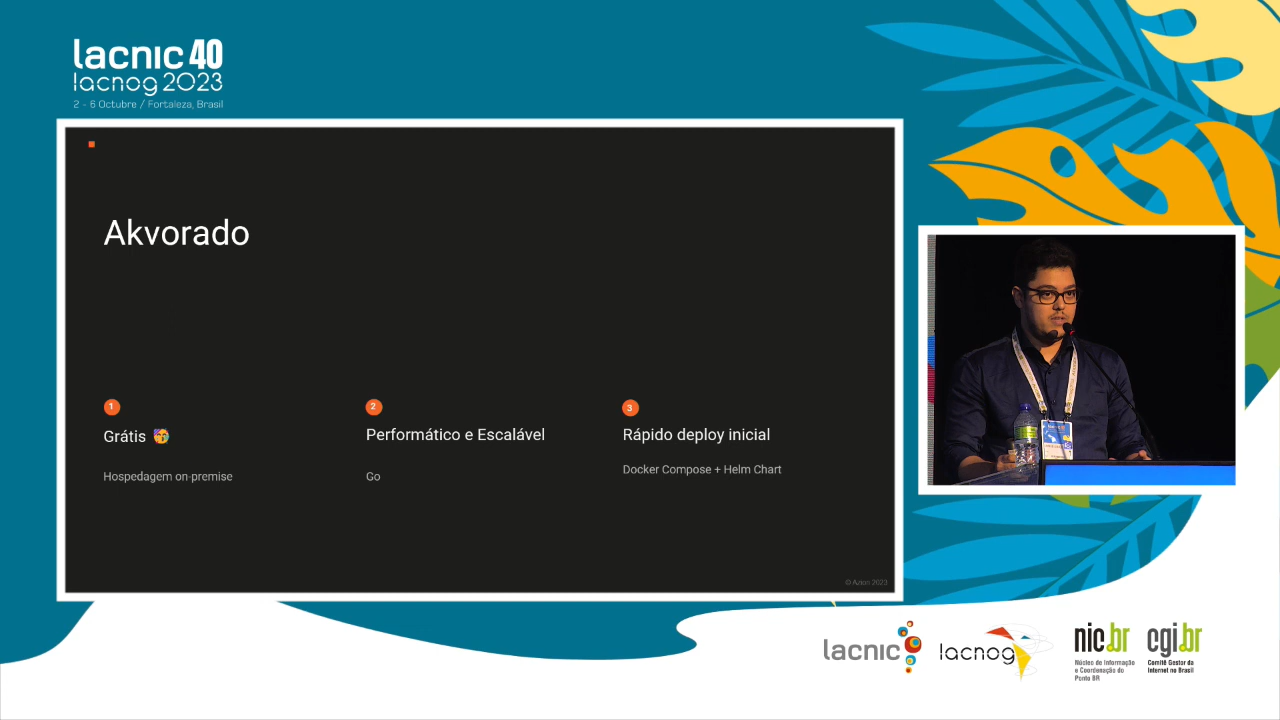 lacnic 40
lacnog 2023
2 - 6 Octubre / Fortaleza, Brasil
Akvorado
1
Grátis
Hospedagem on-premise
2
Performático e Escalável
Go
3
Rápido deploy inicial
Docker Compose + Helm Chart
© Azion 2023
lacnic
lacnog
nic.br
Núcleo de Informação
e Coordenação do
Ponto BR
cgi.br
Comitê Gestor da
Internet no Brasil